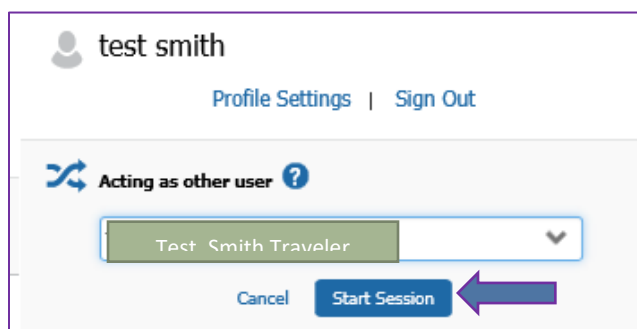 test smith
Profile Settings | Sign Out
Acting as other user ?
Test Smith Traveler
Cancel Start Session